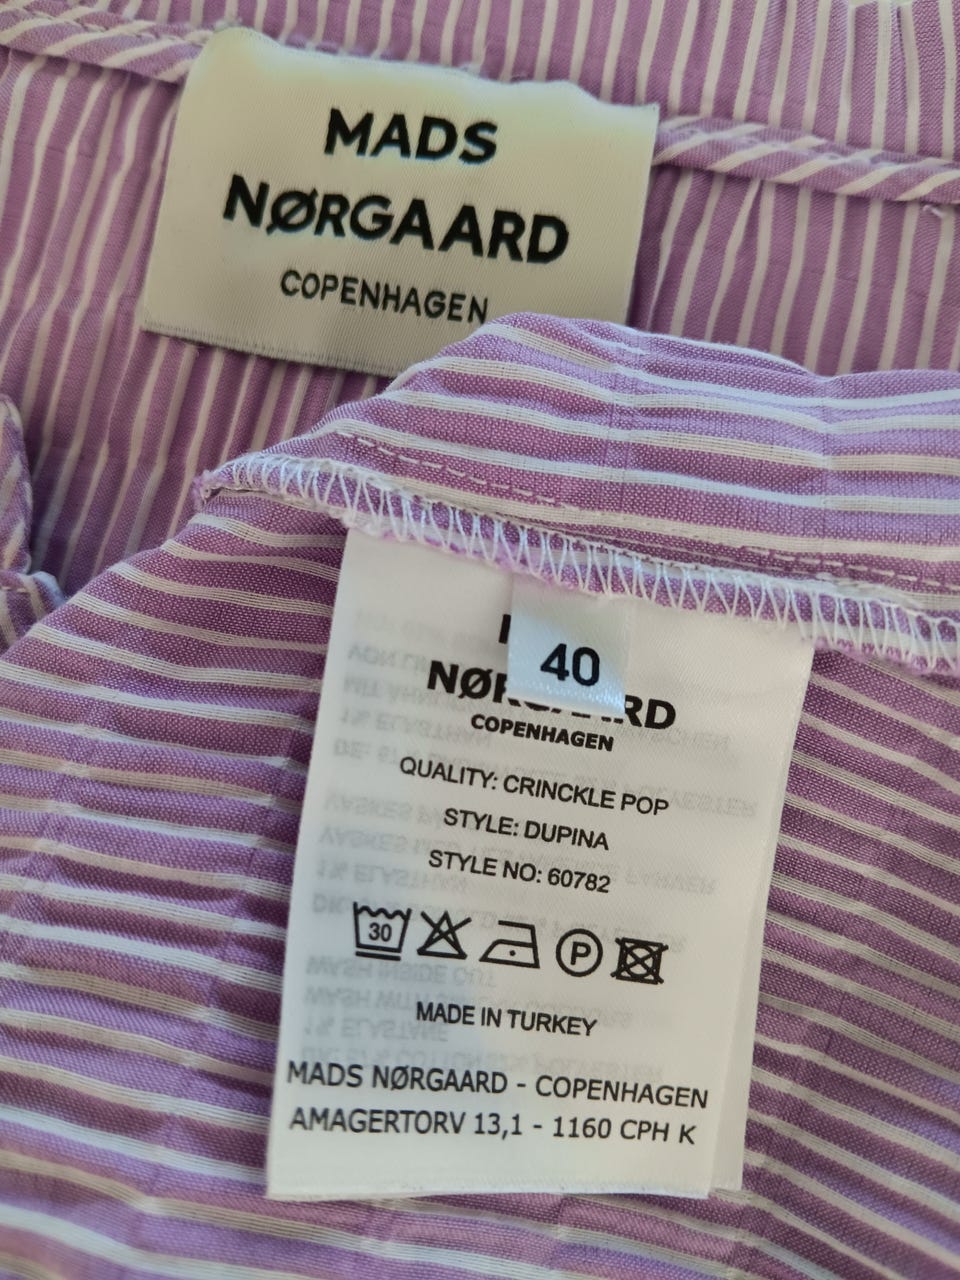 MADS
NØRGAARD
COPENHAGEN
40
COPENHAGEN
QUALITY: CRINCKLE POP
STYLE: DUPINA
STYLE NO: 60782
30
P
MADE IN TURKEY
MADS NØRGAARD - COPENHAGEN
AMAGERTORV 13,1 - 1160 CPH K